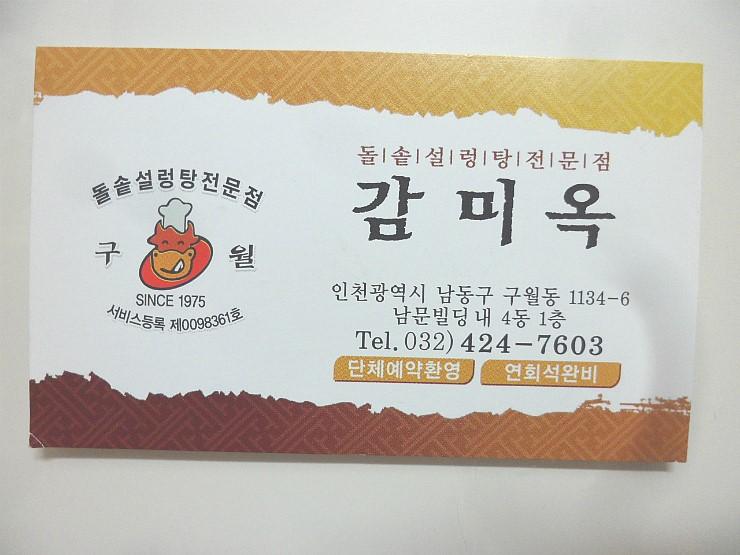 돌솥설렁탕전문점
구 월
SINCE 1975
서비스등록 제0098361호
돌|솥|설|렁|탕|전|문|점
감미옥
인천광역시 남동구 구월동 1134-6
남문빌딩내 4동 1층
Tel. 032) 424-7603
단체예약환영 연회석완비